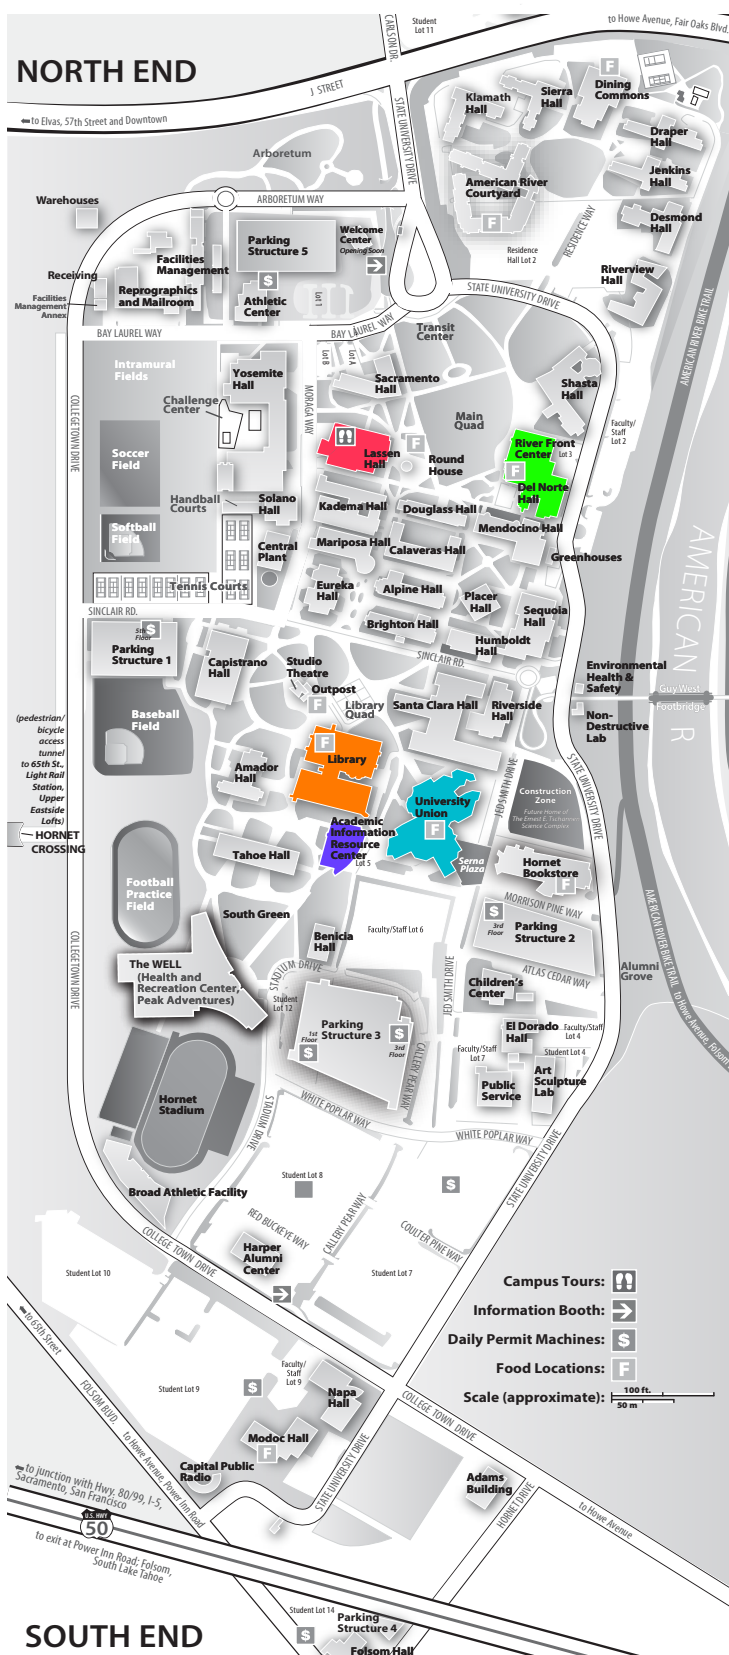 Student
Lot 11
to Howe Avenue, Fair Oaks Blvd.
CARLSON DR.
NORTH END
J STREET
to Elvas, 57th Street and Downtown
STATE UNIVERSITY DRIVE
Klamath
Hall
Sierra
Hall
F
Dining
Commons
Draper
Hall
Jenkins
Hall
Desmond
Hall
Riverview
Hall
American River
Courtyard
F
Residence
Hall Lot 2
RESIDENCE WAY
Arboretum
ARBORETUM WAY
Warehouses
Receiving
Facilities
Management
Annex
Facilities
Management
Reprographics
and Mailroom
Parking
Structure 5
$
Athletic
Center
Welcome
Center
Opening Soon
Lot 1
BAY LAUREL WAY
BAY LAUREL WAY
STATE UNIVERSITY DRIVE
AMERICAN RIVER BIKE TRAIL
Transit
Center
Intramural
Fields
Yosemite
Hall
Challenge
Center
Lot B
Lot A
MORAGA WAY
Sacramento
Hall
Shasta
Hall
Main
Quad
COLLEGE TOWN DRIVE
Soccer
Field
Lassen
Hall
F
Round
House
River Front
Center
Lot 3
F
Del Norte
Hall
Faculty/
Staff
Lot 2
Handball
Courts
Solano
Hall
Kadema Hall
Douglass Hall
Mendocino Hall
Softball
Field
Central
Plant
Mariposa Hall
Calaveras Hall
Greenhouses
Tennis Courts
Eureka
Hall
Alpine Hall
Placer
Hall
Sequoia
Hall
Brighton Hall
Humboldt
Hall
AMERICAN R
SINCLAIR RD.
SINCLAIR RD.
5th
Floor
$
Parking
Structure 1
Capistrano
Hall
Studio
Theatre
Outpost
F
Library
Quad
Santa Clara Hall
Riverside
Hall
Environmental
Health &
Safety
Guy West
Footbridge
Non-
Destructive
Lab
Baseball
Field
(pedestrian/
bicycle
access
tunnel
to 65th St.,
Light Rail
Station,
Upper
Eastside
Lofts)
HORNET
CROSSING
F
Library
Amador
Hall
University
Union
F
JED SMITH DRIVE
Construction
Zone
Future Home of
The Ernest E. Tschannen
Science Complex
STATE UNIVERSITY DRIVE
Academic
Information
Resource
Center
Lot 5
Tahoe Hall
Serna
Plaza
Hornet
Bookstore
F
Football
Practice
Field
South Green
Benicia
Hall
Faculty/Staff Lot 6
MORRISON PINE WAY
$
3rd
Floor
Parking
Structure 2
AMERICAN RIVER BIKE TRAIL
to Howe Avenue, Folsom
COLLEGE TOWN DRIVE
The WELL
(Health and
Recreation Center,
Peak Adventures)
STADIUM DRIVE
Student
Lot 12
JED SMITH DRIVE
ATLAS CEDAR WAY
Alumni
Grove
Children's
Center
Parking
Structure 3
1st
Floor
$
$
3rd
Floor
CALLERY PEAR WAY
El Dorado
Hall
Faculty/Staff
Lot 4
Faculty/Staff
Lot 7
Student Lot 4
Public
Service
Art
Sculpture
Lab
Hornet
Stadium
STADIUM DRIVE
WHITE POPLAR WAY
WHITE POPLAR WAY
STATE UNIVERSITY DRIVE
Broad Athletic Facility
Student Lot 8
$
RED BUCKEYE WAY
CALLERY PEAR WAY
COULTER PINE WAY
COLLEGE TOWN DRIVE
Harper
Alumni
Center
Student Lot 7
Student Lot 10
Campus Tours:
Information Booth:
Daily Permit Machines: $
Food Locations: F
Scale (approximate):
100 ft.
50 m
to 65th Street
FOLSOM BLVD.
to Howe Avenue, Power Inn Road
Student Lot 9
$
Faculty/
Staff
Lot 9
Napa
Hall
Modoc Hall
F
Capital Public
Radio
STATE UNIVERSITY DRIVE
COLLEGE TOWN DRIVE
Adams
Building
HORNET DRIVE
to Howe Avenue
to junction with Hwy. 80/99, I-5,
Sacramento, San Francisco
U.S. HWY
50
to exit at Power Inn Road; Folsom,
South Lake Tahoe
Student Lot 14
$
Parking
Structure 4
Folsom Hall
SOUTH END